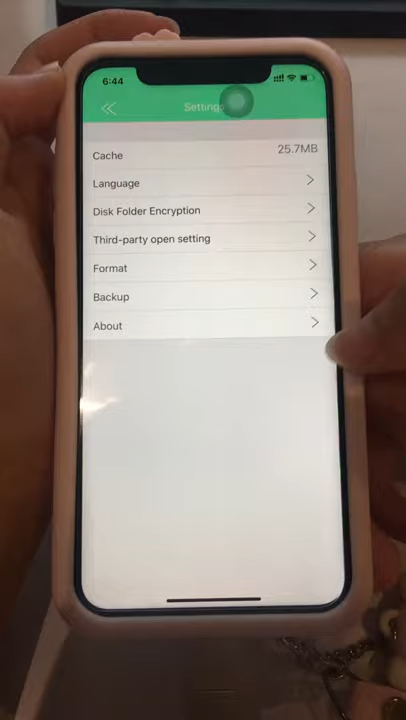 6:44
Settings
Cache 25.7MB
Language
Disk Folder Encryption
Third-party open setting
Format
Backup
About